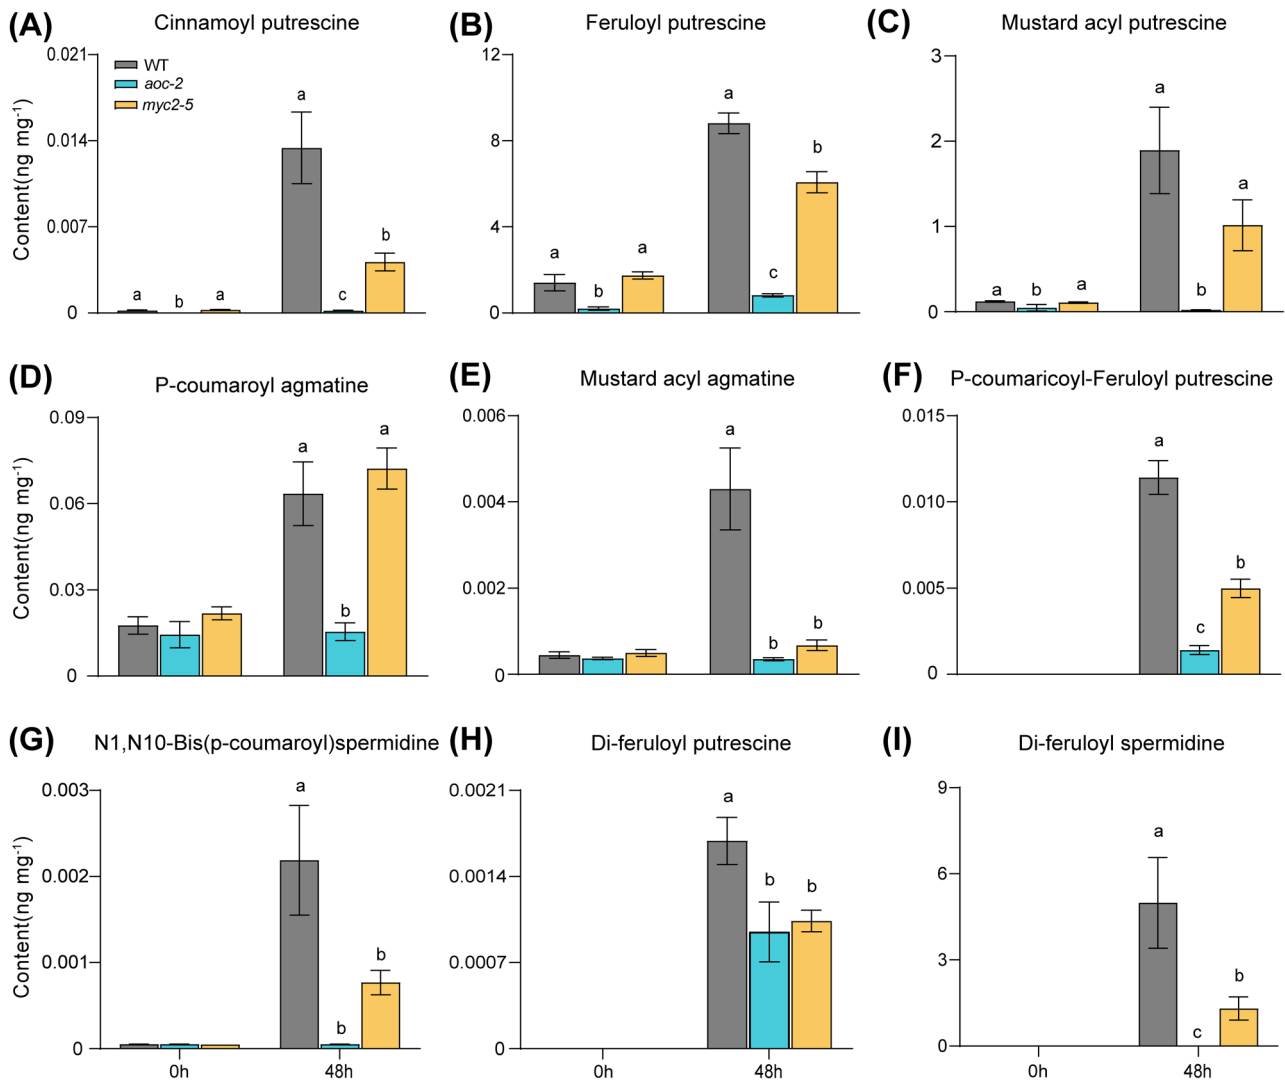 (A) Cinnamoyl putrescine
0.021
0.014
0.007
0
Content(ng mg⁻¹)
WT
aoc-2
myc2-5
a b a
a c b
(B) Feruloyl putrescine
12
8
4
0
a b a
a c b
(C) Mustard acyl putrescine
3
2
1
0
a b a
a b a
(D) P-coumaroyl agmatine
0.09
0.06
0.03
0
Content(ng mg⁻¹)
a b a
(E) Mustard acyl agmatine
0.006
0.004
0.002
0
a b b
(F) P-coumaricoyl-Feruloyl putrescine
0.015
0.010
0.005
0
a c b
(G) N1,N10-Bis(p-coumaroyl)spermidine
0.003
0.002
0.001
0
Content(ng mg⁻¹)
a b b
0h 48h
(H) Di-feruloyl putrescine
0.0021
0.0014
0.0007
0
a b b
0h 48h
(I) Di-feruloyl spermidine
9
6
3
0
a c b
0h 48h